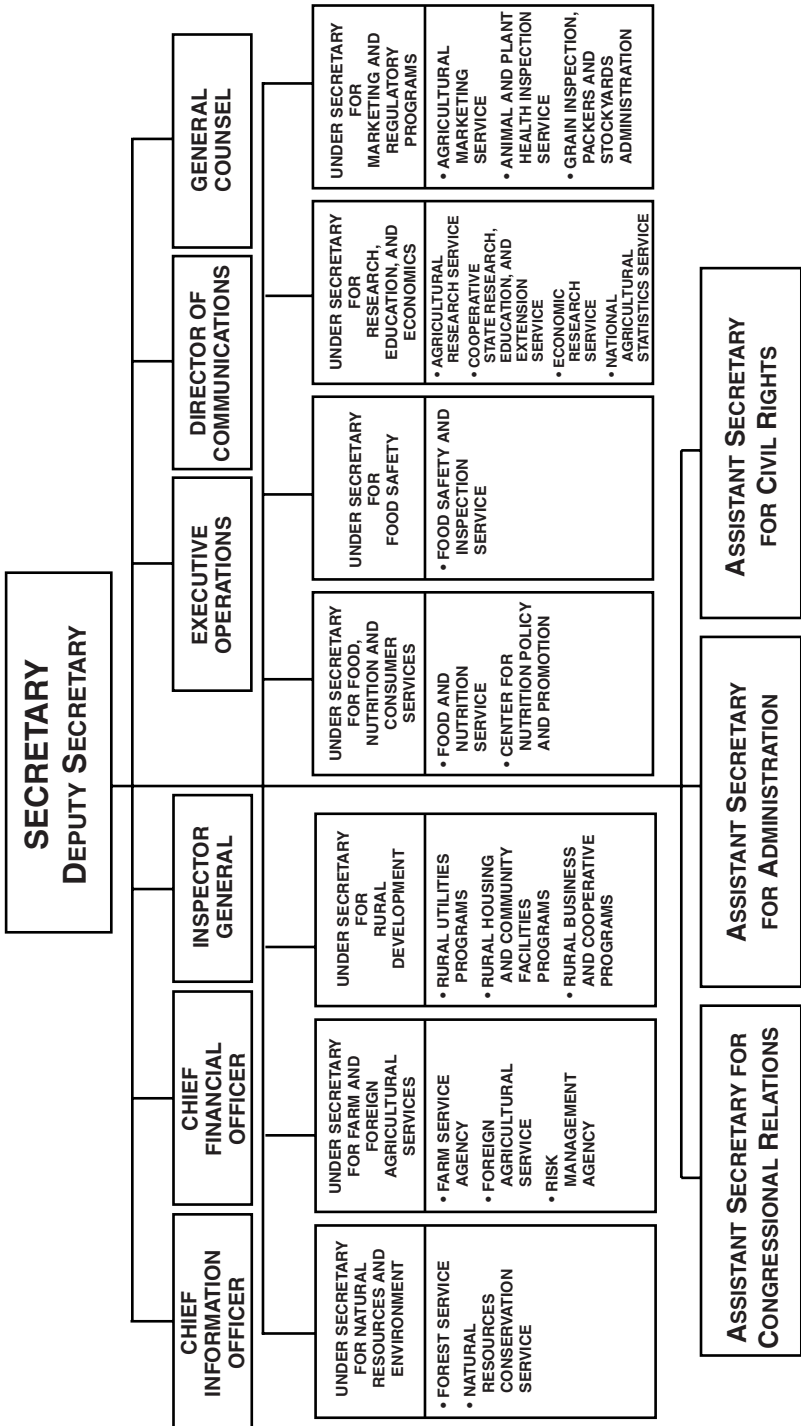 SECRETARY
DEPUTY SECRETARY
CHIEF
INFORMATION
OFFICER
CHIEF
FINANCIAL
OFFICER
INSPECTOR
GENERAL
EXECUTIVE
OPERATIONS
DIRECTOR OF
COMMUNICATIONS
GENERAL
COUNSEL
UNDER SECRETARY
FOR NATURAL
RESOURCES AND
ENVIRONMENT
• FOREST SERVICE
• NATURAL
RESOURCES
CONSERVATION
SERVICE
UNDER SECRETARY
FOR FARM AND
FOREIGN
AGRICULTURAL
SERVICES
• FARM SERVICE
AGENCY
• FOREIGN
AGRICULTURAL
SERVICE
• RISK
MANAGEMENT
AGENCY
UNDER SECRETARY
FOR
RURAL
DEVELOPMENT
• RURAL UTILITIES
PROGRAMS
• RURAL HOUSING
AND COMMUNITY
FACILITIES
PROGRAMS
• RURAL BUSINESS
AND COOPERATIVE
PROGRAMS
UNDER SECRETARY
FOR FOOD,
NUTRITION AND
CONSUMER
SERVICES
• FOOD AND
NUTRITION
SERVICE
• CENTER FOR
NUTRITION POLICY
AND PROMOTION
UNDER SECRETARY
FOR
FOOD SAFETY
• FOOD SAFETY AND
INSPECTION
SERVICE
UNDER SECRETARY
FOR
RESEARCH,
EDUCATION, AND
ECONOMICS
• AGRICULTURAL
RESEARCH SERVICE
• COOPERATIVE
STATE RESEARCH,
EDUCATION, AND
EXTENSION
SERVICE
• ECONOMIC
RESEARCH
SERVICE
• NATIONAL
AGRICULTURAL
STATISTICS SERVICE
UNDER SECRETARY
FOR
MARKETING AND
REGULATORY
PROGRAMS
• AGRICULTURAL
MARKETING
SERVICE
• ANIMAL AND PLANT
HEALTH INSPECTION
SERVICE
• GRAIN INSPECTION,
PACKERS AND
STOCKYARDS
ADMINISTRATION
ASSISTANT SECRETARY FOR
CONGRESSIONAL RELATIONS
ASSISTANT SECRETARY
FOR ADMINISTRATION
ASSISTANT SECRETARY
FOR CIVIL RIGHTS